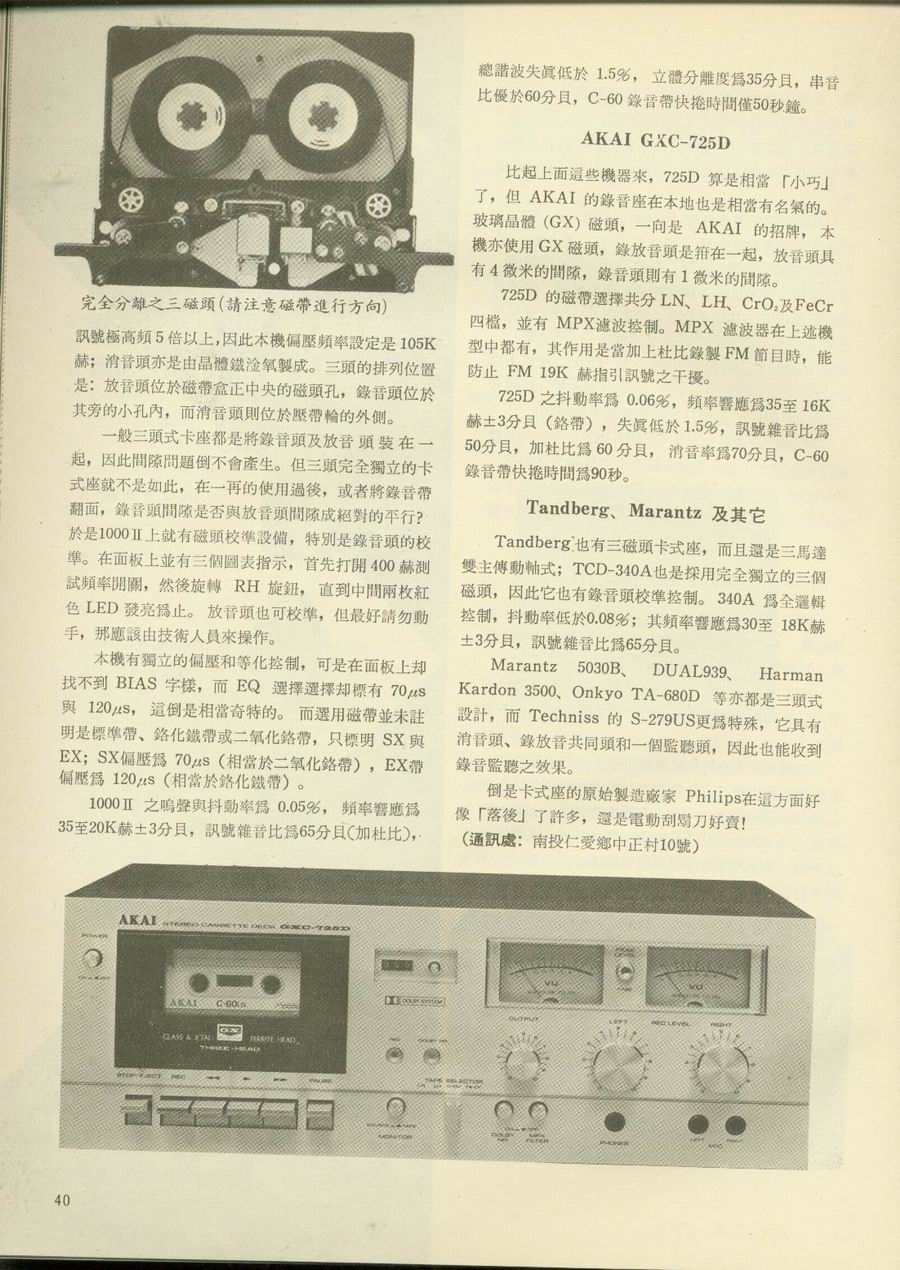 完全分離之三磁頭(請注意磁帶進行方向)
訊號極高頻 5 倍以上,因此本機偏壓頻率設定是 105K
赫；消音頭亦是由晶體鐵淦氧製成。三頭的排列位置
是：放音頭位於磁帶盒正中央的磁頭孔，錄音頭位於
其旁的小孔內，而消音頭則位於壓帶輪的外側。
一般三頭式卡座都是將錄音頭及放音頭裝在一
起，因此間隙問題倒不會產生。但三頭完全獨立的卡
式座就不是如此，在一再的使用過後，或者將錄音帶
翻面，錄音頭間隙是否與放音頭間隙成絕對的平行？
於是1000Ⅱ上就有磁頭校準設備，特別是錄音頭的校
準。在面板上並有三個圖表指示，首先打開 400 赫測
試頻率開關，然後旋轉 RH 旋鈕， 直到中間兩枚紅
色 LED 發亮爲止。 放音頭也可校準，但最好請勿動
手，那應該由技術人員來操作。
本機有獨立的偏壓和等化控制，可是在面板上却
找不到 BIAS 字樣，而 EQ 選擇選擇却標有 70μs
與 120μs， 這倒是相當奇特的。 而選用磁帶並未註
明是標準帶、鉻化鐵帶或二氧化鉻帶，只標明 SX 與
EX；SX偏壓爲 70μs（相當於二氧化鉻帶），EX帶
偏壓爲 120μs（相當於鉻化鐵帶）。
1000Ⅱ 之嗚聲與抖動率爲 0.05%， 頻率響應爲
35至20K赫±3分貝，訊號雜音比爲65分貝(加杜比),
總諧波失眞低於 1.5%， 立體分離度爲35分貝，串音
比優於60分貝，C-60 錄音帶快捲時間僅50秒鐘。
AKAI GXC-725D
比起上面這些機器來，725D 算是相當「小巧」
了，但 AKAI 的錄音座在本地也是相當有名氣的。
玻璃晶體 (GX) 磁頭，一向是 AKAI 的招牌， 本
機亦使用 GX 磁頭，錄放音頭是筓在一起，放音頭具
有 4 微米的間隙，錄音頭則有 1 微米的間隙。
725D 的磁帶選擇共分 LN、LH、CrO₂及FeCr
四檔，並有 MPX濾波控制。MPX 濾波器在上述機
型中都有，其作用是當加上杜比錄製 FM 節目時，能
防止 FM 19K 赫指引訊號之干擾。
725D 之抖動率爲 0.06%，頻率響應爲35至 16K
赫±3分貝（鉻帶），失眞低於 1.5%，訊號雜音比爲
50分貝，加杜比爲 60 分貝， 消音率爲70分貝，C-60
錄音帶快捲時間爲90秒。
Tandberg、Marantz 及其它
Tandberg也有三磁頭卡式座，而且還是三馬達
雙主傳動軸式；TCD-340A也是採用完全獨立的三個
磁頭，因此它也有錄音頭校準控制。340A 爲全邏輯
控制，抖動率低於0.08%；其頻率響應爲30至 18K赫
±3分貝，訊號雜音比爲65分貝。
Marantz 5030B、 DUAL939、 Harman
Kardon 3500、Onkyo TA-680D 等亦都是三頭式
設計，而 Techniss 的 S-279US更爲特殊，它具有
消音頭、錄放音共同頭和一個監聽頭，因此也能收到
錄音監聽之效果。
倒是卡式座的原始製造廠家 Philips在這方面好
像「落後」了許多，還是電動刮鬍刀好賣！
(通訊處：南投仁愛鄉中正村10號）
AKAI STEREO CASSETTE DECK GXC-725D
POWER
AKAI C-60LN
GLASS & X'TAL GX FERRITE HEAD
THREE-HEAD
DOLBY SYSTEM
PEAK LEVEL
VU
VU
OUTPUT
LEFT REC LEVEL RIGHT
REC DOLBY NR
TAPE SELECTOR
STOP/EJECT REC ◀◀ ▶ ▶▶ PAUSE
SOURCE TAPE
MONITOR
DOLBY NR
MPX FILTER
PHONES
LEFT MIC RIGHT
40